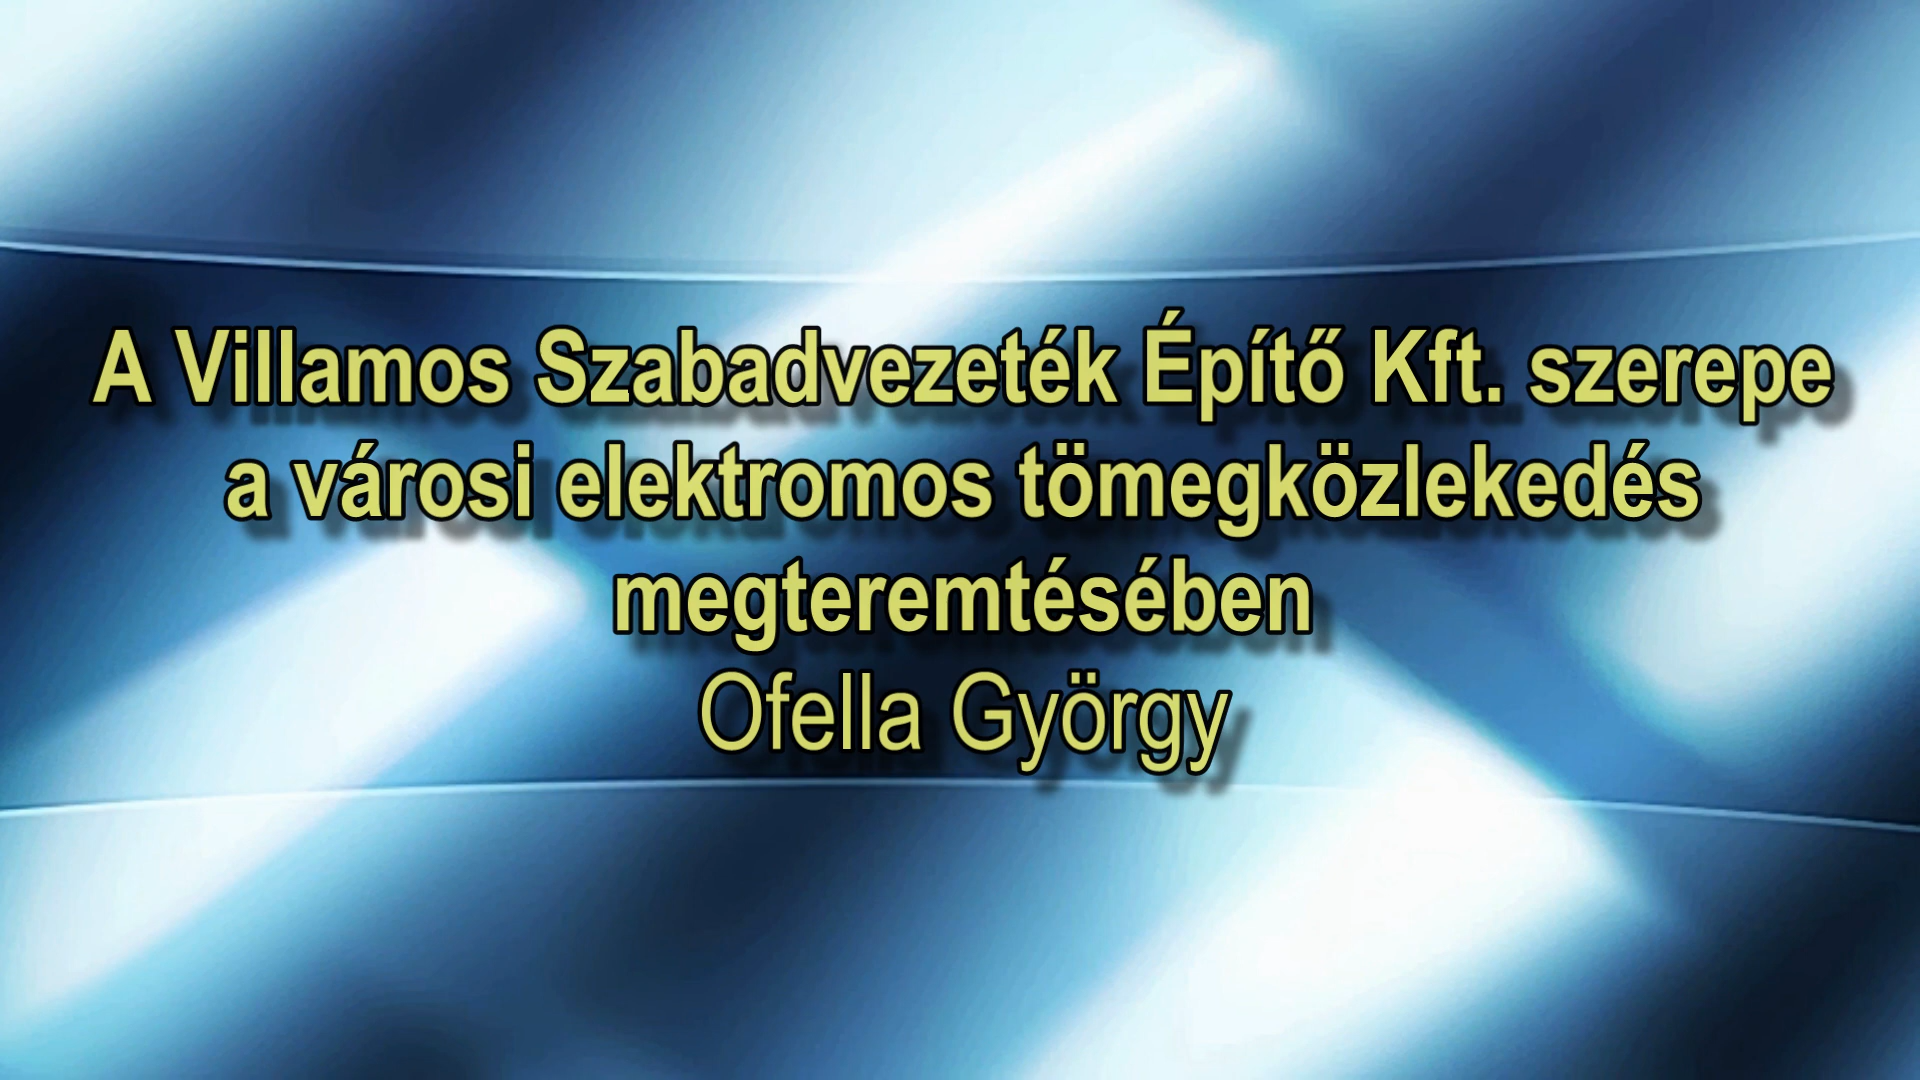 A Villamos Szabadvezeték Építő Kft. szerepe
a városi elektromos tömegközlekedés
megteremtésében
Ofella György